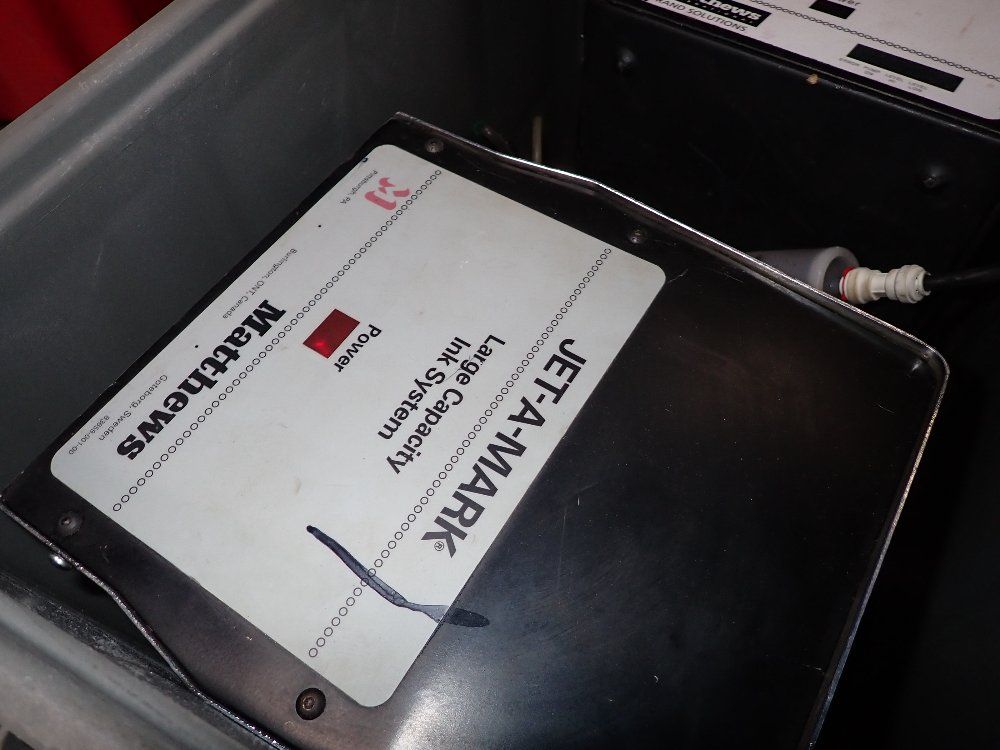 JET-A-MARK®
Large Capacity
Ink System
Power
Matthews
Pittsburgh, PA
Burlington, ONT, Canada
Goteborg, Sweden